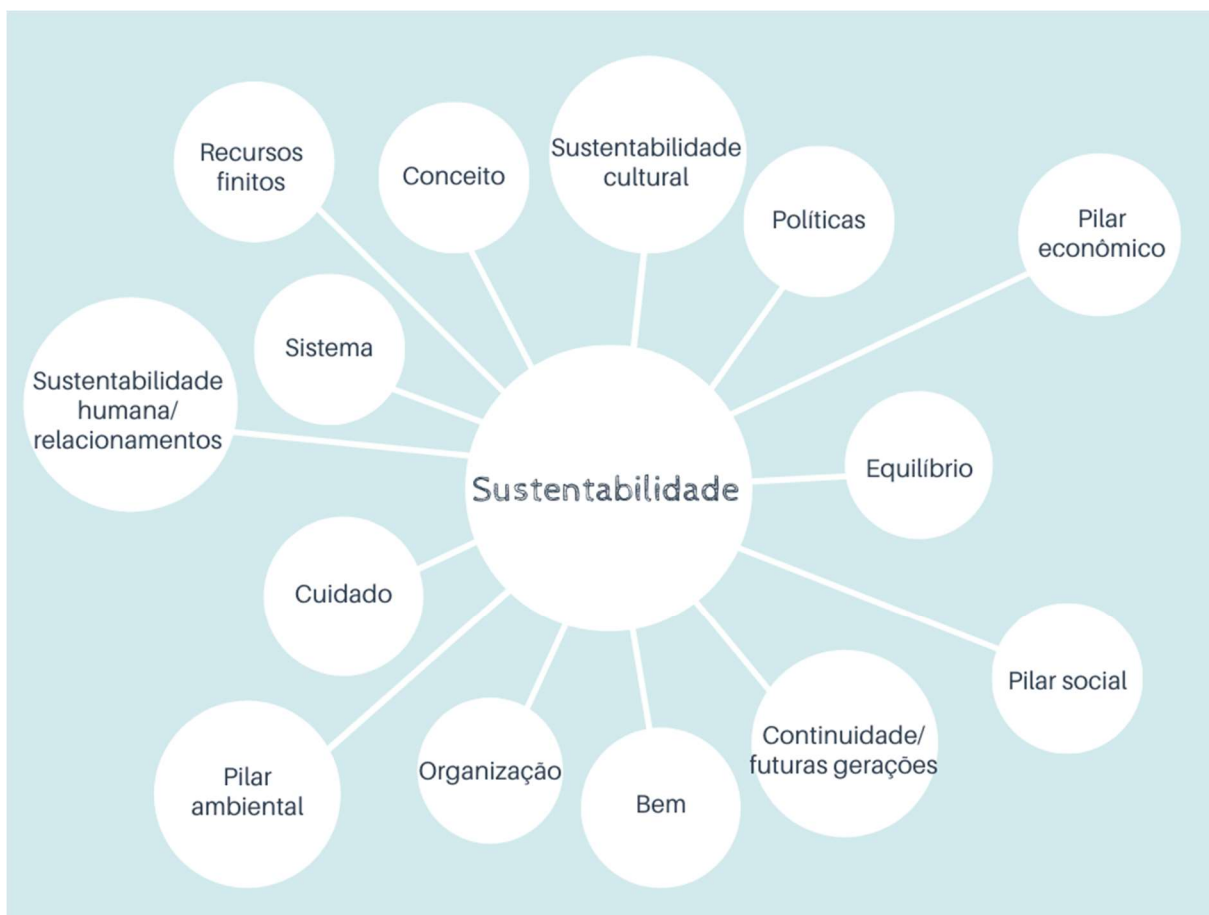 Sustentabilidade
cultural
Recursos
finitos
Conceito
Políticas
Pilar
econômico
Sistema
Sustentabilidade
humana/
relacionamentos
Equilíbrio
Sustentabilidade
Cuidado
Pilar social
Continuidade/
futuras gerações
Pilar
ambiental
Organização
Bem